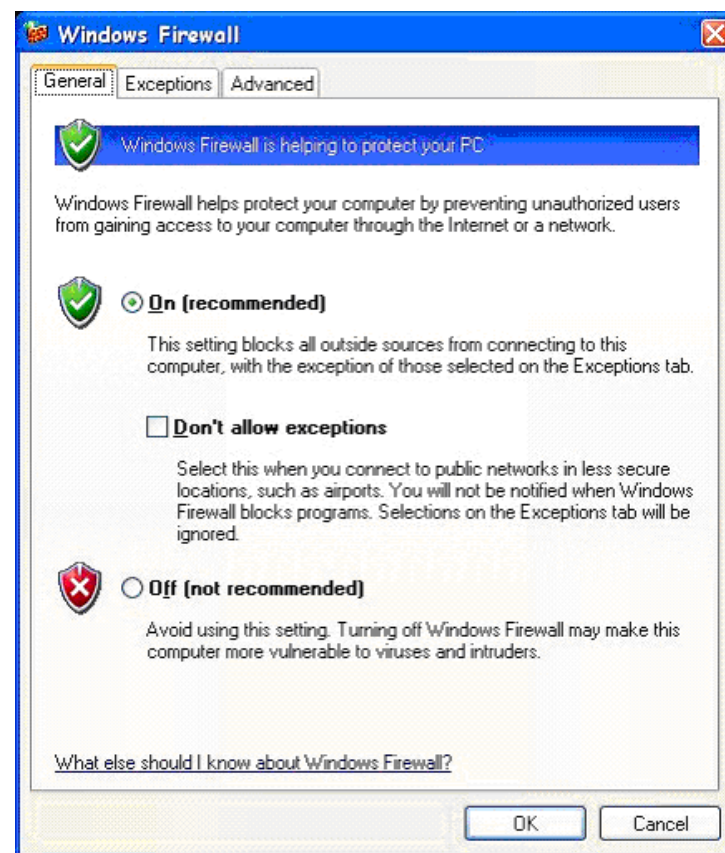 Windows Firewall
General Exceptions Advanced
Windows Firewall is helping to protect your PC
Windows Firewall helps protect your computer by preventing unauthorized users
from gaining access to your computer through the Internet or a network.
On (recommended)
This setting blocks all outside sources from connecting to this
computer, with the exception of those selected on the Exceptions tab.
Don't allow exceptions
Select this when you connect to public networks in less secure
locations, such as airports. You will not be notified when Windows
Firewall blocks programs. Selections on the Exceptions tab will be
ignored.
Off (not recommended)
Avoid using this setting. Turning off Windows Firewall may make this
computer more vulnerable to viruses and intruders.
What else should I know about Windows Firewall?
OK Cancel